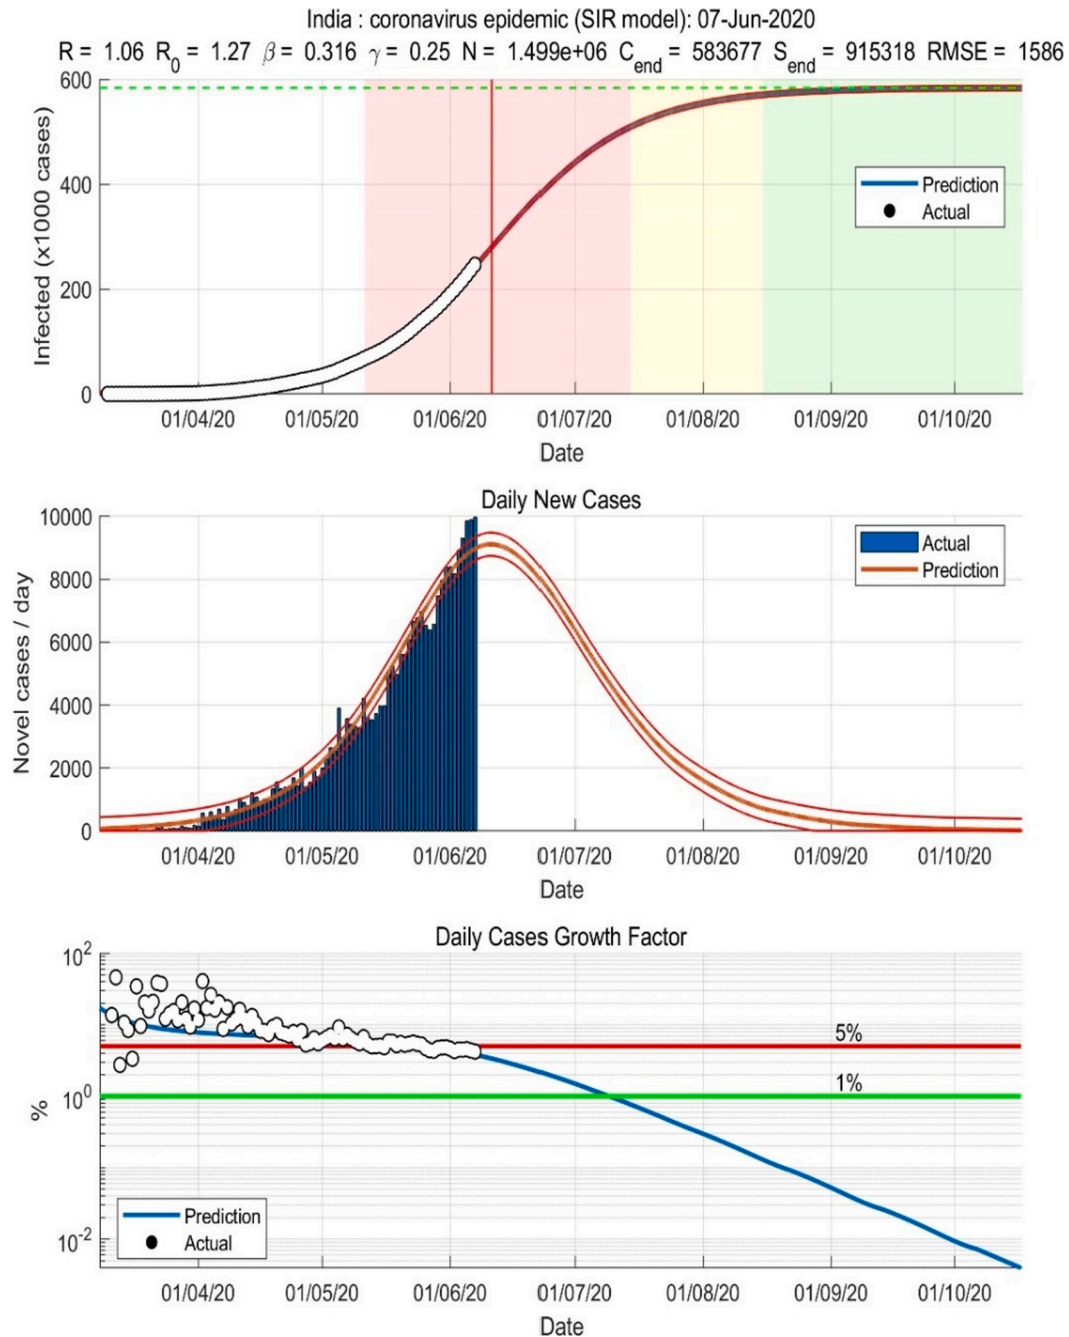 India : coronavirus epidemic (SIR model): 07-Jun-2020
R = 1.06 R0 = 1.27 β = 0.316 γ = 0.25 N = 1.499e+06 Cend = 583677 Send = 915318 RMSE = 1586
600
400
200
0
Infected (x1000 cases)
Prediction
Actual
01/04/20 01/05/20 01/06/20 01/07/20 01/08/20 01/09/20 01/10/20
Date
Daily New Cases
10000
8000
6000
4000
2000
0
Novel cases / day
Actual
Prediction
01/04/20 01/05/20 01/06/20 01/07/20 01/08/20 01/09/20 01/10/20
Date
Daily Cases Growth Factor
10^2
10^0
10^-2
%
5%
1%
Prediction
Actual
01/04/20 01/05/20 01/06/20 01/07/20 01/08/20 01/09/20 01/10/20
Date